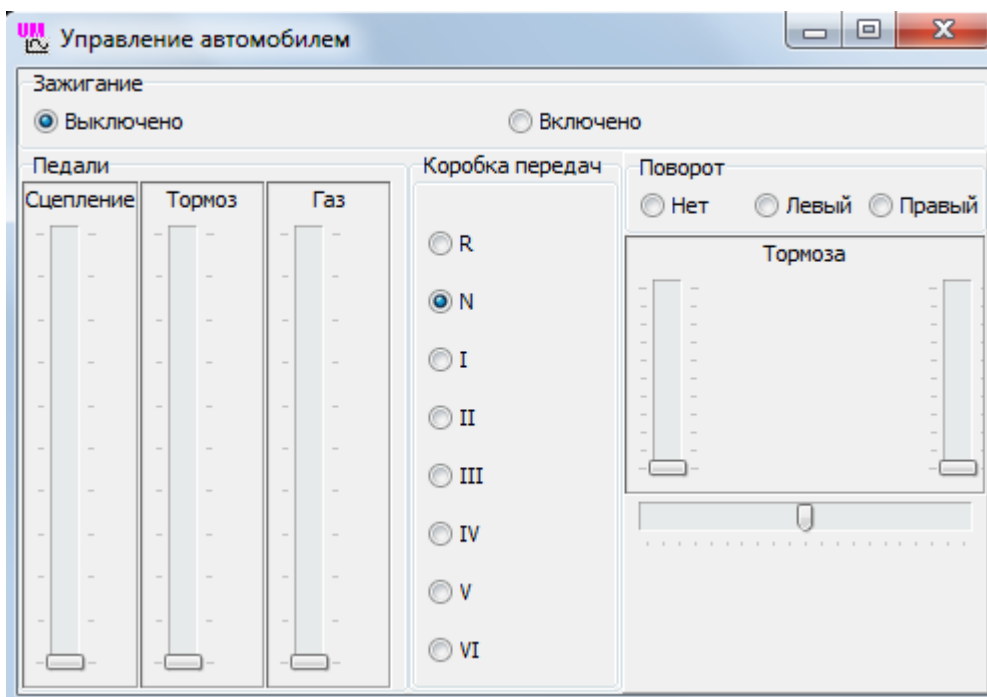 UM
Управление автомобилем
Зажигание
Выключено
Включено
Педали
Сцепление
Тормоз
Газ
Коробка передач
R
N
I
II
III
IV
V
VI
Поворот
Нет
Левый
Правый
Тормоза